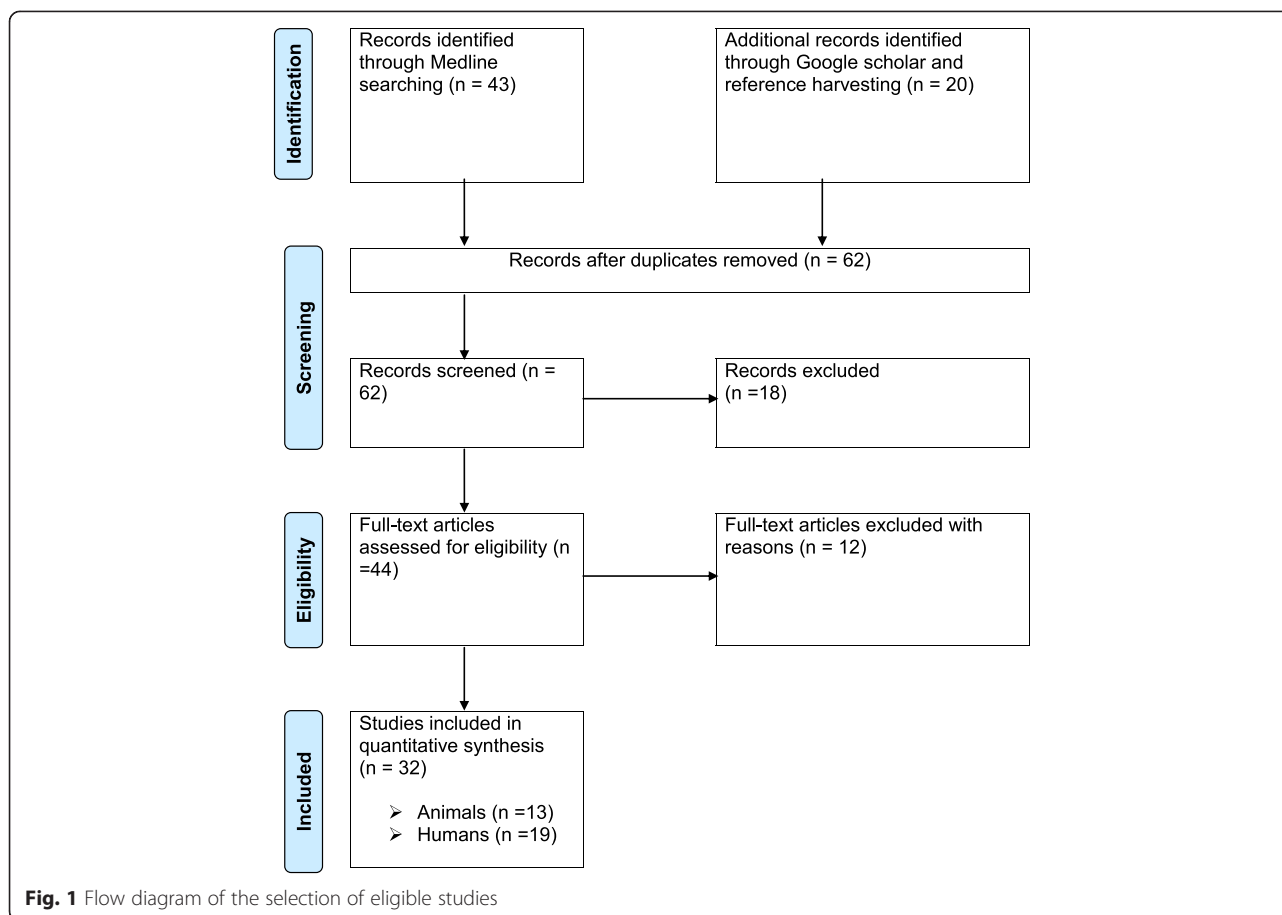 Identification
Records identified
through Medline
searching (n = 43)
Additional records identified
through Google scholar and
reference harvesting (n = 20)
Screening
Records after duplicates removed (n = 62)
Records screened (n =
62)
Records excluded
(n =18)
Eligibility
Full-text articles
assessed for eligibility (n
=44)
Full-text articles excluded with
reasons (n = 12)
Included
Studies included in
quantitative synthesis
(n = 32)
➢ Animals (n =13)
➢ Humans (n =19)
Fig. 1 Flow diagram of the selection of eligible studies